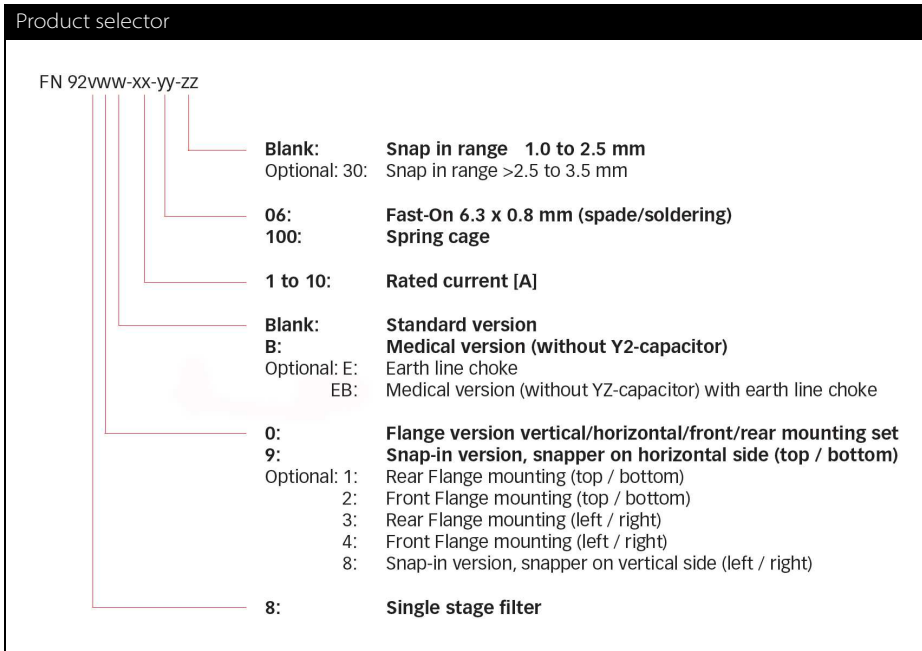 Product selector
FN 92vww-xx-yy-zz
Blank: Snap in range 1.0 to 2.5 mm
Optional: 30: Snap in range >2.5 to 3.5 mm
06: Fast-On 6.3 x 0.8 mm (spade/soldering)
100: Spring cage
1 to 10: Rated current [A]
Blank: Standard version
B: Medical version (without Y2-capacitor)
Optional: E: Earth line choke
EB: Medical version (without YZ-capacitor) with earth line choke
0: Flange version vertical/horizontal/front/rear mounting set
9: Snap-in version, snapper on horizontal side (top / bottom)
Optional: 1: Rear Flange mounting (top / bottom)
2: Front Flange mounting (top / bottom)
3: Rear Flange mounting (left / right)
4: Front Flange mounting (left / right)
8: Snap-in version, snapper on vertical side (left / right)
8: Single stage filter